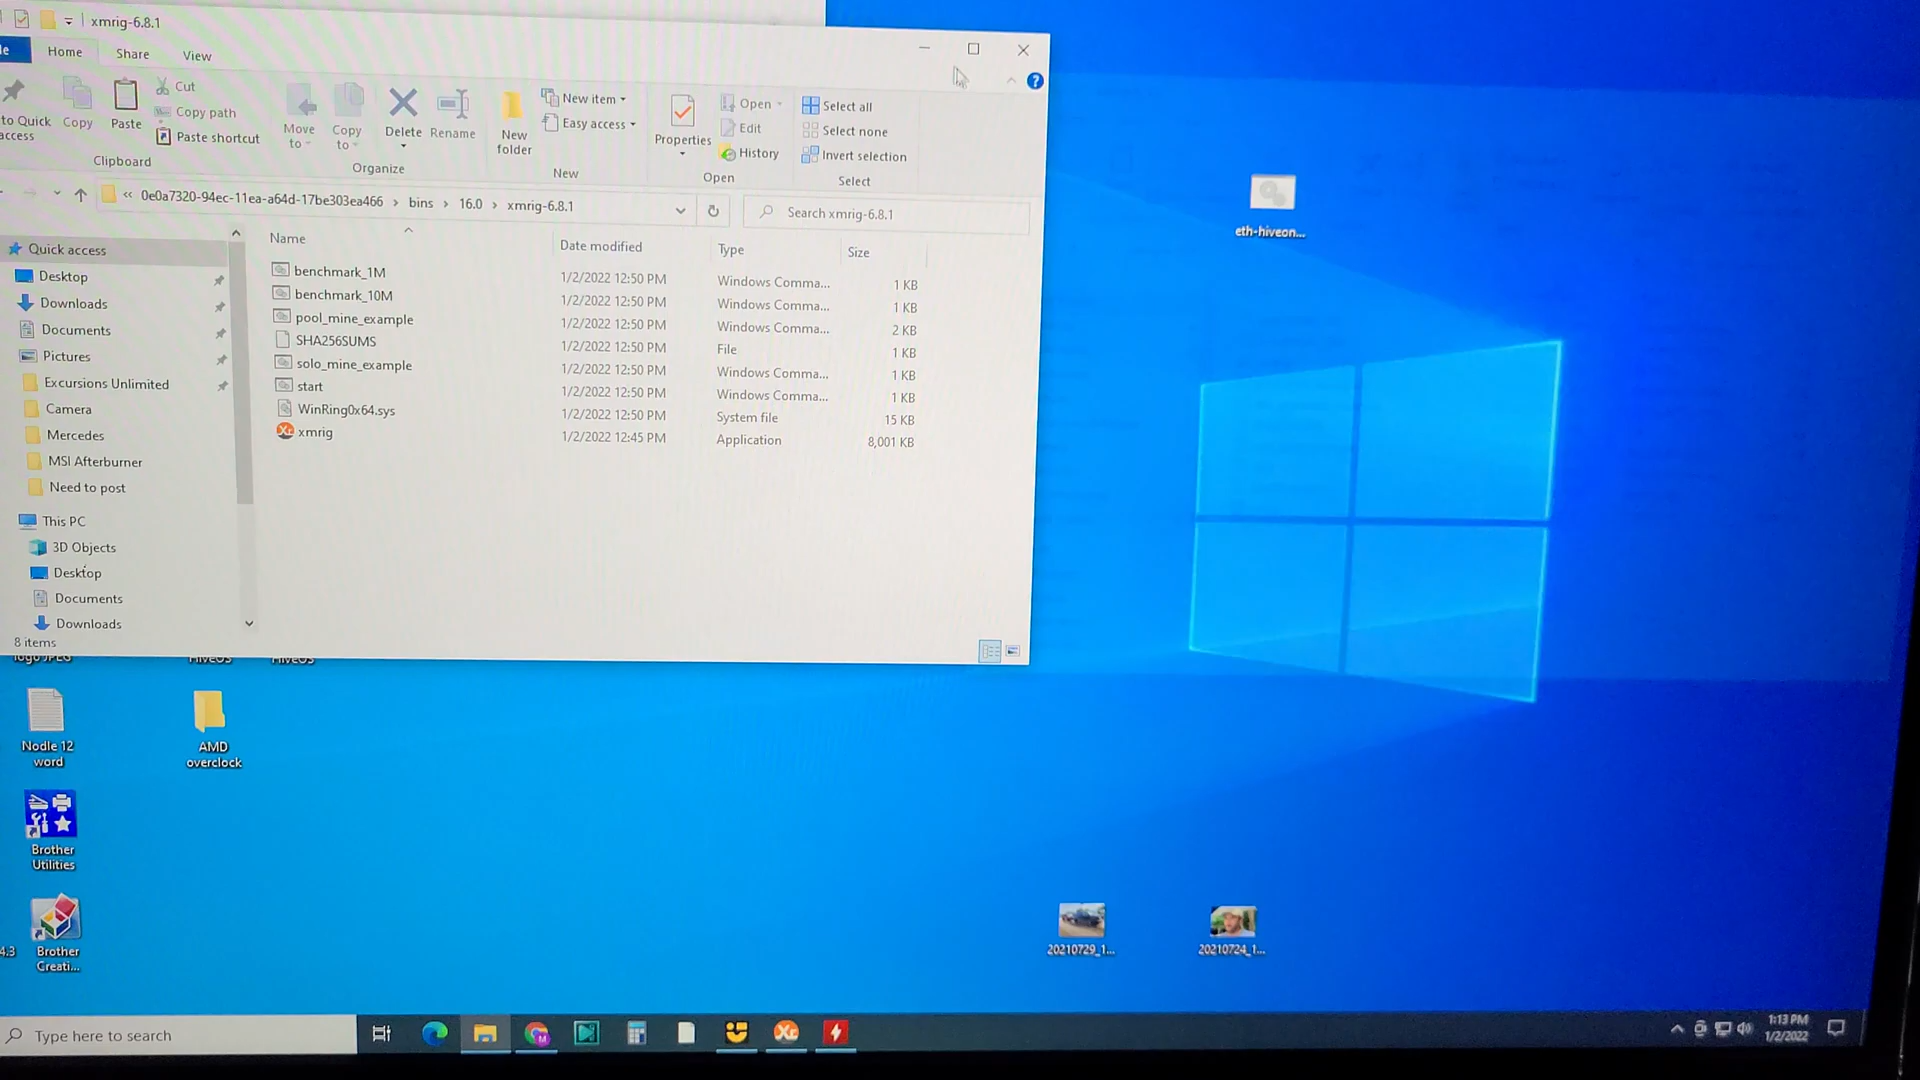 xmrig-6.8.1
Home
Share
View
to Quick
access
Copy
Paste
Cut
Copy path
Paste shortcut
Clipboard
Move
to
Copy
to
Delete
Rename
Organize
New
folder
New item
Easy access
New
Properties
Open
Edit
History
Open
Select all
Select none
Invert selection
Select
« 0e0a7320-94ec-11ea-a64d-17be303ea466 › bins › 16.0 › xmrig-6.8.1
Search xmrig-6.8.1
Name Date modified Type Size
benchmark_1M 1/2/2022 12:50 PM Windows Comma... 1 KB
benchmark_10M 1/2/2022 12:50 PM Windows Comma... 1 KB
pool_mine_example 1/2/2022 12:50 PM Windows Comma... 2 KB
SHA256SUMS 1/2/2022 12:50 PM File 1 KB
solo_mine_example 1/2/2022 12:50 PM Windows Comma... 1 KB
start 1/2/2022 12:50 PM Windows Comma... 1 KB
WinRing0x64.sys 1/2/2022 12:50 PM System file 15 KB
xmrig 1/2/2022 12:45 PM Application 8,001 KB
Quick access
Desktop
Downloads
Documents
Pictures
Excursions Unlimited
Camera
Mercedes
MSI Afterburner
Need to post
This PC
3D Objects
Desktop
Documents
Downloads
8 items
logo JPEG
HiveOS
HiveOS
eth-hiveon...
Nodle 12
word
AMD
overclock
Brother
Utilities
4.3
Brother
Creati...
20210729_1...
20210724_1...
Type here to search
1:13 PM
1/2/2022